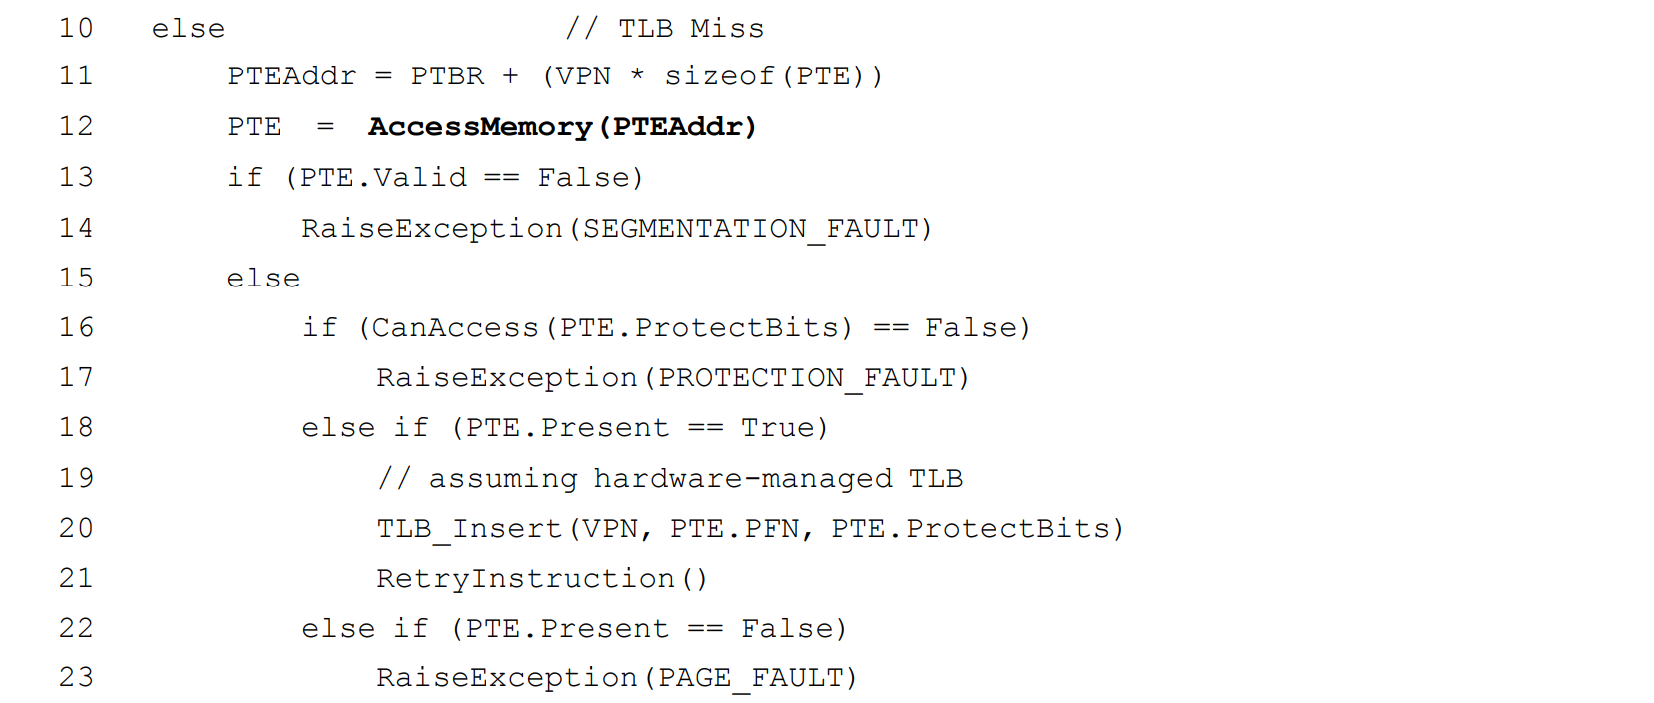 10 else // TLB Miss
11 PTEAddr = PTBR + (VPN * sizeof(PTE))
12 PTE = AccessMemory(PTEAddr)
13 if (PTE.Valid == False)
14 RaiseException(SEGMENTATION_FAULT)
15 else
16 if (CanAccess(PTE.ProtectBits) == False)
17 RaiseException(PROTECTION_FAULT)
18 else if (PTE.Present == True)
19 // assuming hardware-managed TLB
20 TLB_Insert(VPN, PTE.PFN, PTE.ProtectBits)
21 RetryInstruction()
22 else if (PTE.Present == False)
23 RaiseException(PAGE_FAULT)